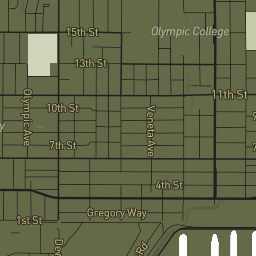 15th St
Olympic College
13th St
11th St
10th St
Olympic Ave
Veneta Ave
7th St
4th St
Gregory Way
1st St
Rd